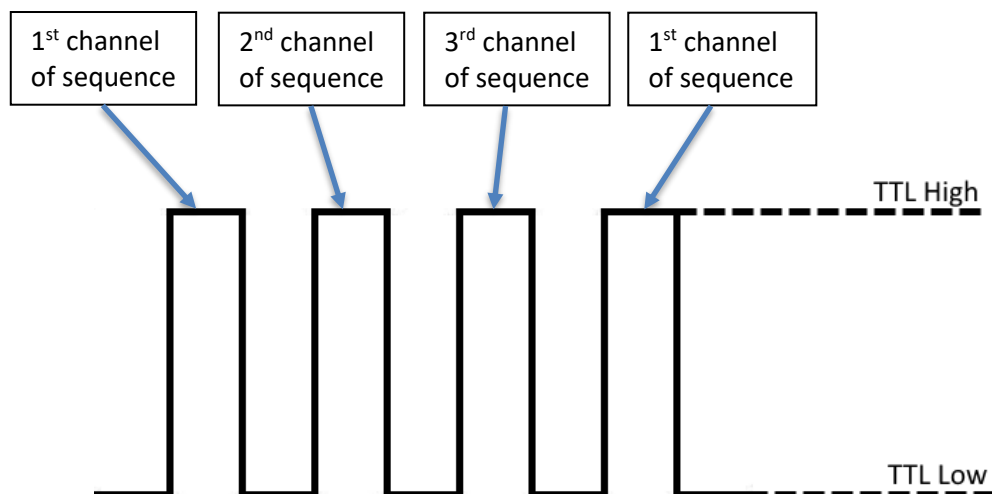 1st channel
of sequence
2nd channel
of sequence
3rd channel
of sequence
1st channel
of sequence
TTL High
TTL Low